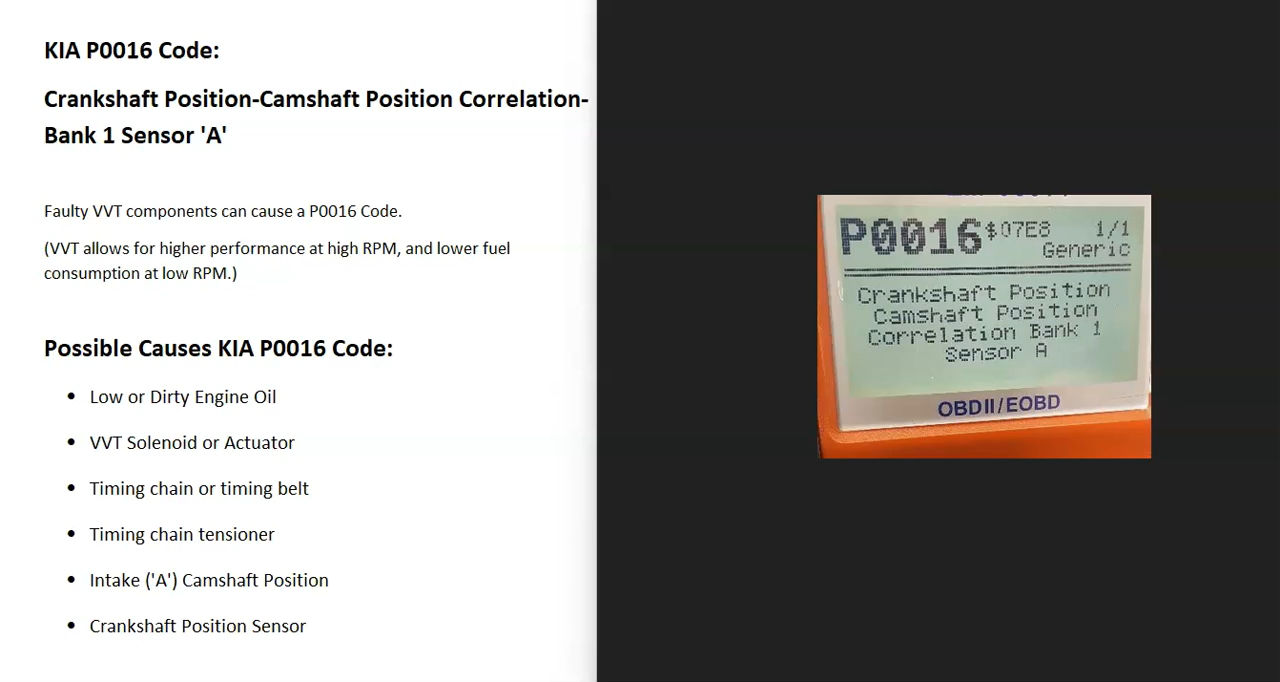 KIA P0016 Code:
Crankshaft Position-Camshaft Position Correlation-
Bank 1 Sensor 'A'
Faulty VVT components can cause a P0016 Code.
(VVT allows for higher performance at high RPM, and lower fuel
consumption at low RPM.)
Possible Causes KIA P0016 Code:
Low or Dirty Engine Oil
VVT Solenoid or Actuator
Timing chain or timing belt
Timing chain tensioner
Intake ('A') Camshaft Position
Crankshaft Position Sensor
P0016 $07E8 1/1
Generic
Crankshaft Position
Camshaft Position
Correlation Bank 1
Sensor A
OBDII/EOBD